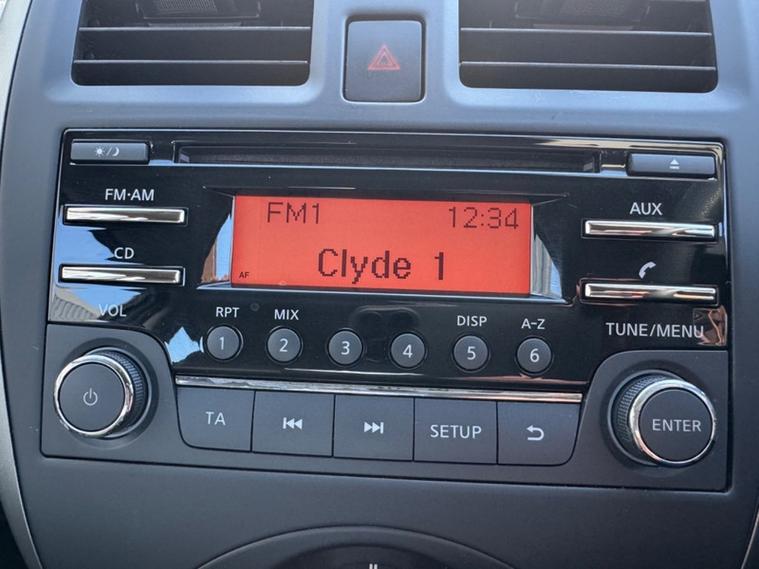 FM·AM
AUX
FM1 12:34
Clyde 1
AF
CD
VOL
RPT MIX DISP A-Z
TUNE/MENU
1 2 3 4 5 6
TA SETUP
ENTER